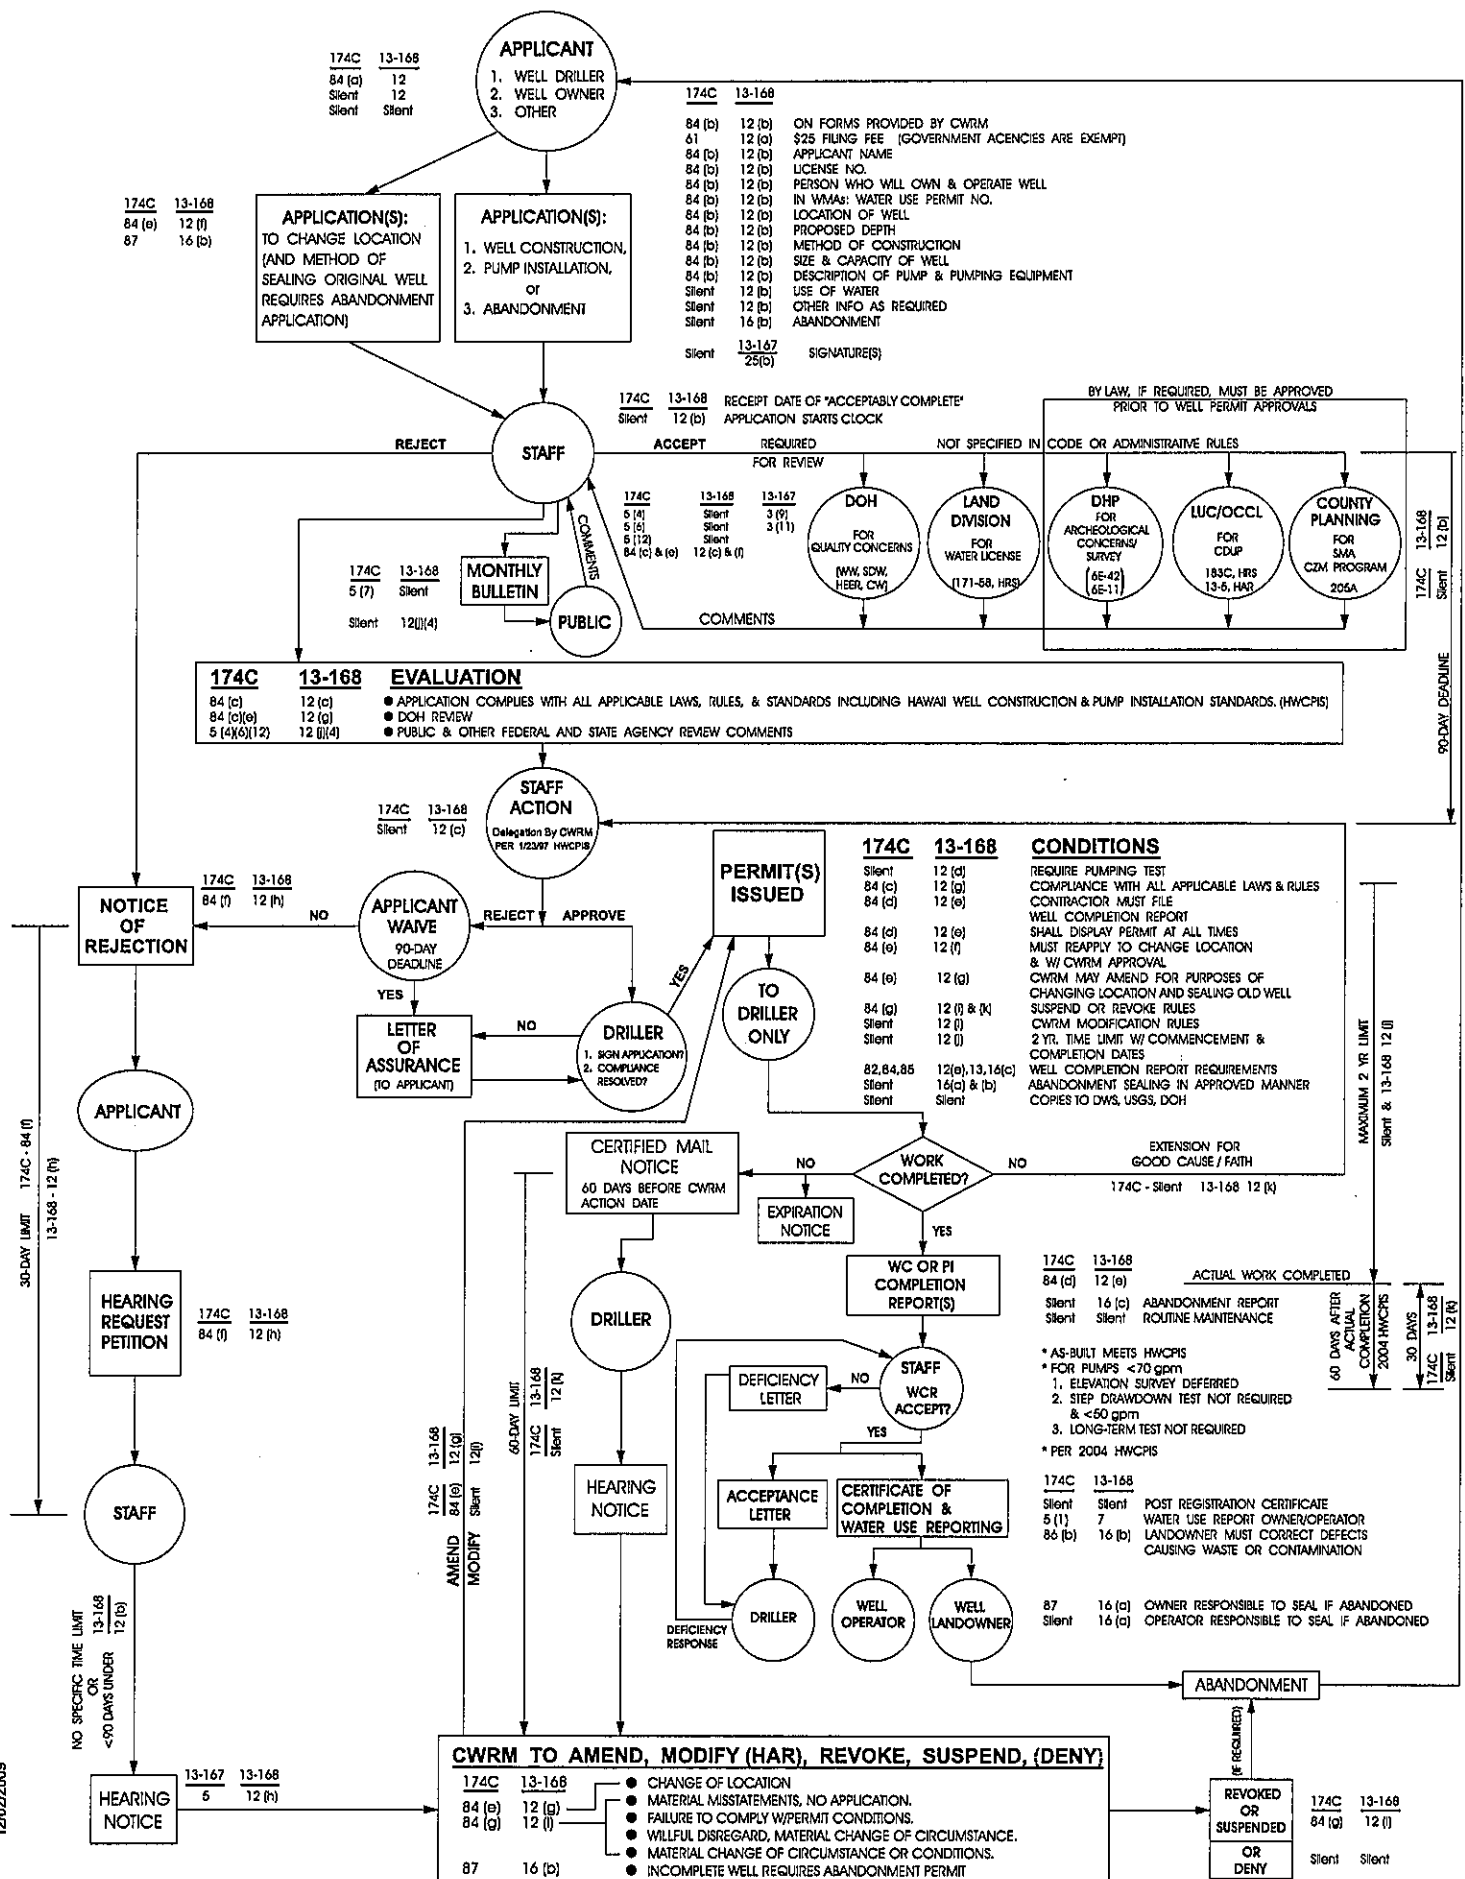 APPLICANT
1. WELL DRILLER
2. WELL OWNER
3. OTHER
174C 13-168
84 (a) 12
Silent 12
Silent Silent
174C 13-168
84 (b) 12 (b) ON FORMS PROVIDED BY CWRM
61 12 (a) $25 FILING FEE (GOVERNMENT AGENCIES ARE EXEMPT)
84 (b) 12 (b) APPLICANT NAME
84 (b) 12 (b) LICENSE NO.
84 (b) 12 (b) PERSON WHO WILL OWN & OPERATE WELL
84 (b) 12 (b) IN WMAs: WATER USE PERMIT NO.
84 (b) 12 (b) LOCATION OF WELL
84 (b) 12 (b) PROPOSED DEPTH
84 (b) 12 (b) METHOD OF CONSTRUCTION
84 (b) 12 (b) SIZE & CAPACITY OF WELL
84 (b) 12 (b) DESCRIPTION OF PUMP & PUMPING EQUIPMENT
Silent 12 (b) USE OF WATER
Silent 12 (b) OTHER INFO AS REQUIRED
Silent 16 (b) ABANDONMENT
Silent 13-167 25(b) SIGNATURE(S)
174C 13-168
84 (e) 12 (f)
87 16 (b)
APPLICATION(S):
TO CHANGE LOCATION
(AND METHOD OF
SEALING ORIGINAL WELL
REQUIRES ABANDONMENT
APPLICATION)
APPLICATION(S):
1. WELL CONSTRUCTION,
2. PUMP INSTALLATION,
or
3. ABANDONMENT
174C 13-168 RECEIPT DATE OF "ACCEPTABLY COMPLETE"
Silent 12 (b) APPLICATION STARTS CLOCK
BY LAW, IF REQUIRED, MUST BE APPROVED
PRIOR TO WELL PERMIT APPROVALS
REJECT
STAFF
ACCEPT
REQUIRED
FOR REVIEW
NOT SPECIFIED IN CODE OR ADMINISTRATIVE RULES
174C 13-168 13-167
5 (4) Silent 3 (9)
5 (6) Silent 3 (11)
5 (12) Silent
84 (c) & (e) 12 (c) & (f)
DOH
FOR
QUALITY CONCERNS
(WW, SDW,
HEER, CW)
LAND
DIVISION
FOR
WATER LICENSE
(171-58, HRS)
DHP
FOR
ARCHEOLOGICAL
CONCERNS/
SURVEY
(6E-42
6E-11)
LUC/OCCL
FOR
CDUP
183C, HRS
13-5, HAR
COUNTY
PLANNING
FOR
SMA
CZM PROGRAM
205A
174C 13-168
Silent 12 (b)
90-DAY DEADLINE
COMMENTS
MONTHLY
BULLETIN
PUBLIC
COMMENTS
174C 13-168
5 (7) Silent
Silent 12(j)(4)
174C 13-168 EVALUATION
84 (c) 12 (c) ● APPLICATION COMPLIES WITH ALL APPLICABLE LAWS, RULES, & STANDARDS INCLUDING HAWAII WELL CONSTRUCTION & PUMP INSTALLATION STANDARDS. (HWCPIS)
84 (c)(e) 12 (g) ● DOH REVIEW
5 (4)(6)(12) 12 (j)(4) ● PUBLIC & OTHER FEDERAL AND STATE AGENCY REVIEW COMMENTS
174C 13-168
Silent 12 (c)
STAFF
ACTION
Delegation By CWRM
PER 1/23/97 HWCPIS
REJECT
APPROVE
APPLICANT
WAIVE
90-DAY
DEADLINE
NO
YES
174C 13-168
84 (f) 12 (h)
NOTICE
OF
REJECTION
LETTER
OF
ASSURANCE
(TO APPLICANT)
NO
DRILLER
1. SIGN APPLICATION?
2. COMPLIANCE
RESOLVED?
YES
PERMIT(S)
ISSUED
TO
DRILLER
ONLY
174C 13-168 CONDITIONS
Silent 12 (d) REQUIRE PUMPING TEST
84 (c) 12 (g) COMPLIANCE WITH ALL APPLICABLE LAWS & RULES
84 (d) 12 (e) CONTRACTOR MUST FILE
WELL COMPLETION REPORT
84 (d) 12 (e) SHALL DISPLAY PERMIT AT ALL TIMES
84 (e) 12 (f) MUST REAPPLY TO CHANGE LOCATION
& W/ CWRM APPROVAL
84 (e) 12 (g) CWRM MAY AMEND FOR PURPOSES OF
CHANGING LOCATION AND SEALING OLD WELL
84 (g) 12 (i) & (k) SUSPEND OR REVOKE RULES
Silent 12 (i) CWRM MODIFICATION RULES
Silent 12 (j) 2 YR. TIME LIMIT W/ COMMENCEMENT &
COMPLETION DATES
82,84,85 12(e),13,16(c) WELL COMPLETION REPORT REQUIREMENTS
Silent 16(a) & (b) ABANDONMENT SEALING IN APPROVED MANNER
Silent Silent COPIES TO DWS, USGS, DOH
MAXIMUM 2 YR LIMIT
Silent & 13-168 12 (j)
30-DAY LIMIT 174C - 84 (f)
13-168 - 12 (h)
APPLICANT
HEARING
REQUEST
PETITION
174C 13-168
84 (f) 12 (h)
STAFF
NO SPECIFIC TIME LIMIT
OR
<90 DAYS UNDER 13-168 12 (b)
HEARING
NOTICE
13-167 13-168
5 12 (h)
CERTIFIED MAIL
NOTICE
60 DAYS BEFORE CWRM
ACTION DATE
NO
WORK
COMPLETED?
NO
EXTENSION FOR
GOOD CAUSE / FAITH
174C - Silent 13-168 12 (k)
EXPIRATION
NOTICE
YES
WC OR PI
COMPLETION
REPORT(S)
DRILLER
60-DAY LIMIT
174C 13-168
Silent 12 (k)
HEARING
NOTICE
AMEND 174C 84 (e) 13-168 12 (g)
MODIFY Silent 12(i)
STAFF
WCR
ACCEPT?
NO
DEFICIENCY
LETTER
YES
ACCEPTANCE
LETTER
CERTIFICATE OF
COMPLETION &
WATER USE REPORTING
DRILLER
DEFICIENCY
RESPONSE
WELL
OPERATOR
WELL
LANDOWNER
174C 13-168
84 (d) 12 (e) ACTUAL WORK COMPLETED
Silent 16 (c) ABANDONMENT REPORT
Silent Silent ROUTINE MAINTENANCE
* AS-BUILT MEETS HWCPIS
* FOR PUMPS <70 gpm
1. ELEVATION SURVEY DEFERRED
2. STEP DRAWDOWN TEST NOT REQUIRED
& <50 gpm
3. LONG-TERM TEST NOT REQUIRED
* PER 2004 HWCPIS
60 DAYS AFTER
ACTUAL
COMPLETION
2004 HWCPIS
30 DAYS
174C 13-168
Silent 12 (k)
174C 13-168
Silent Silent POST REGISTRATION CERTIFICATE
5 (1) 7 WATER USE REPORT OWNER/OPERATOR
86 (b) 16 (b) LANDOWNER MUST CORRECT DEFECTS
CAUSING WASTE OR CONTAMINATION
87 16 (a) OWNER RESPONSIBLE TO SEAL IF ABANDONED
Silent 16 (a) OPERATOR RESPONSIBLE TO SEAL IF ABANDONED
ABANDONMENT
(IF REQUIRED)
CWRM TO AMEND, MODIFY (HAR), REVOKE, SUSPEND, (DENY)
174C 13-168
● CHANGE OF LOCATION
84 (e) 12 (g) ● MATERIAL MISSTATEMENTS, NO APPLICATION.
84 (g) 12 (i) ● FAILURE TO COMPLY W/PERMIT CONDITIONS.
● WILLFUL DISREGARD, MATERIAL CHANGE OF CIRCUMSTANCE.
● MATERIAL CHANGE OF CIRCUMSTANCE OR CONDITIONS.
87 16 (b) ● INCOMPLETE WELL REQUIRES ABANDONMENT PERMIT
REVOKED
OR
SUSPENDED
OR
DENY
174C 13-168
84 (g) 12 (i)
Silent Silent
12/02/2009